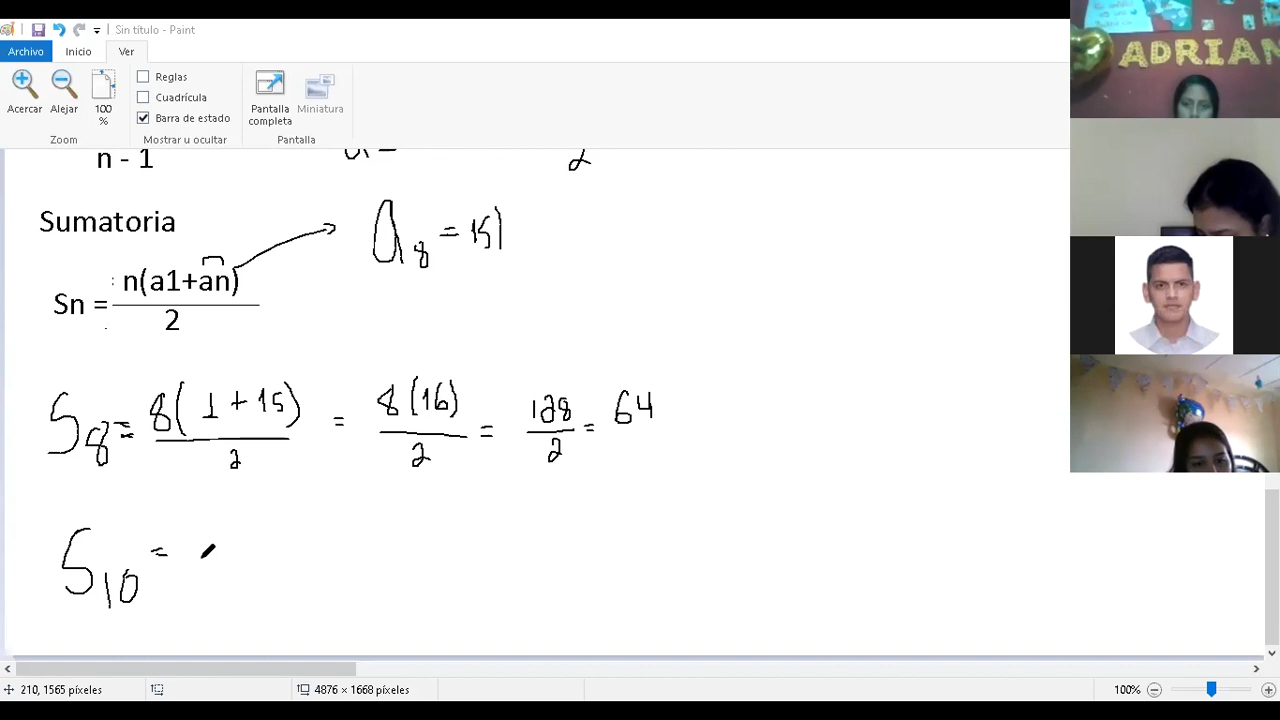 Sin título - Paint
Archivo Inicio Ver
Acercar Alejar 100 %
Reglas
Cuadrícula
Barra de estado
Pantalla completa Miniatura
Zoom Mostrar u ocultar Pantalla
n - 1
2
Sumatoria
a8 = 15
Sn = n(a1+an)
2
S8 = 8(1+15) = 8(16) = 128 = 64
2 2 2
S10 =
ADRIAN
210, 1565 píxeles 4876 × 1668 píxeles 100%